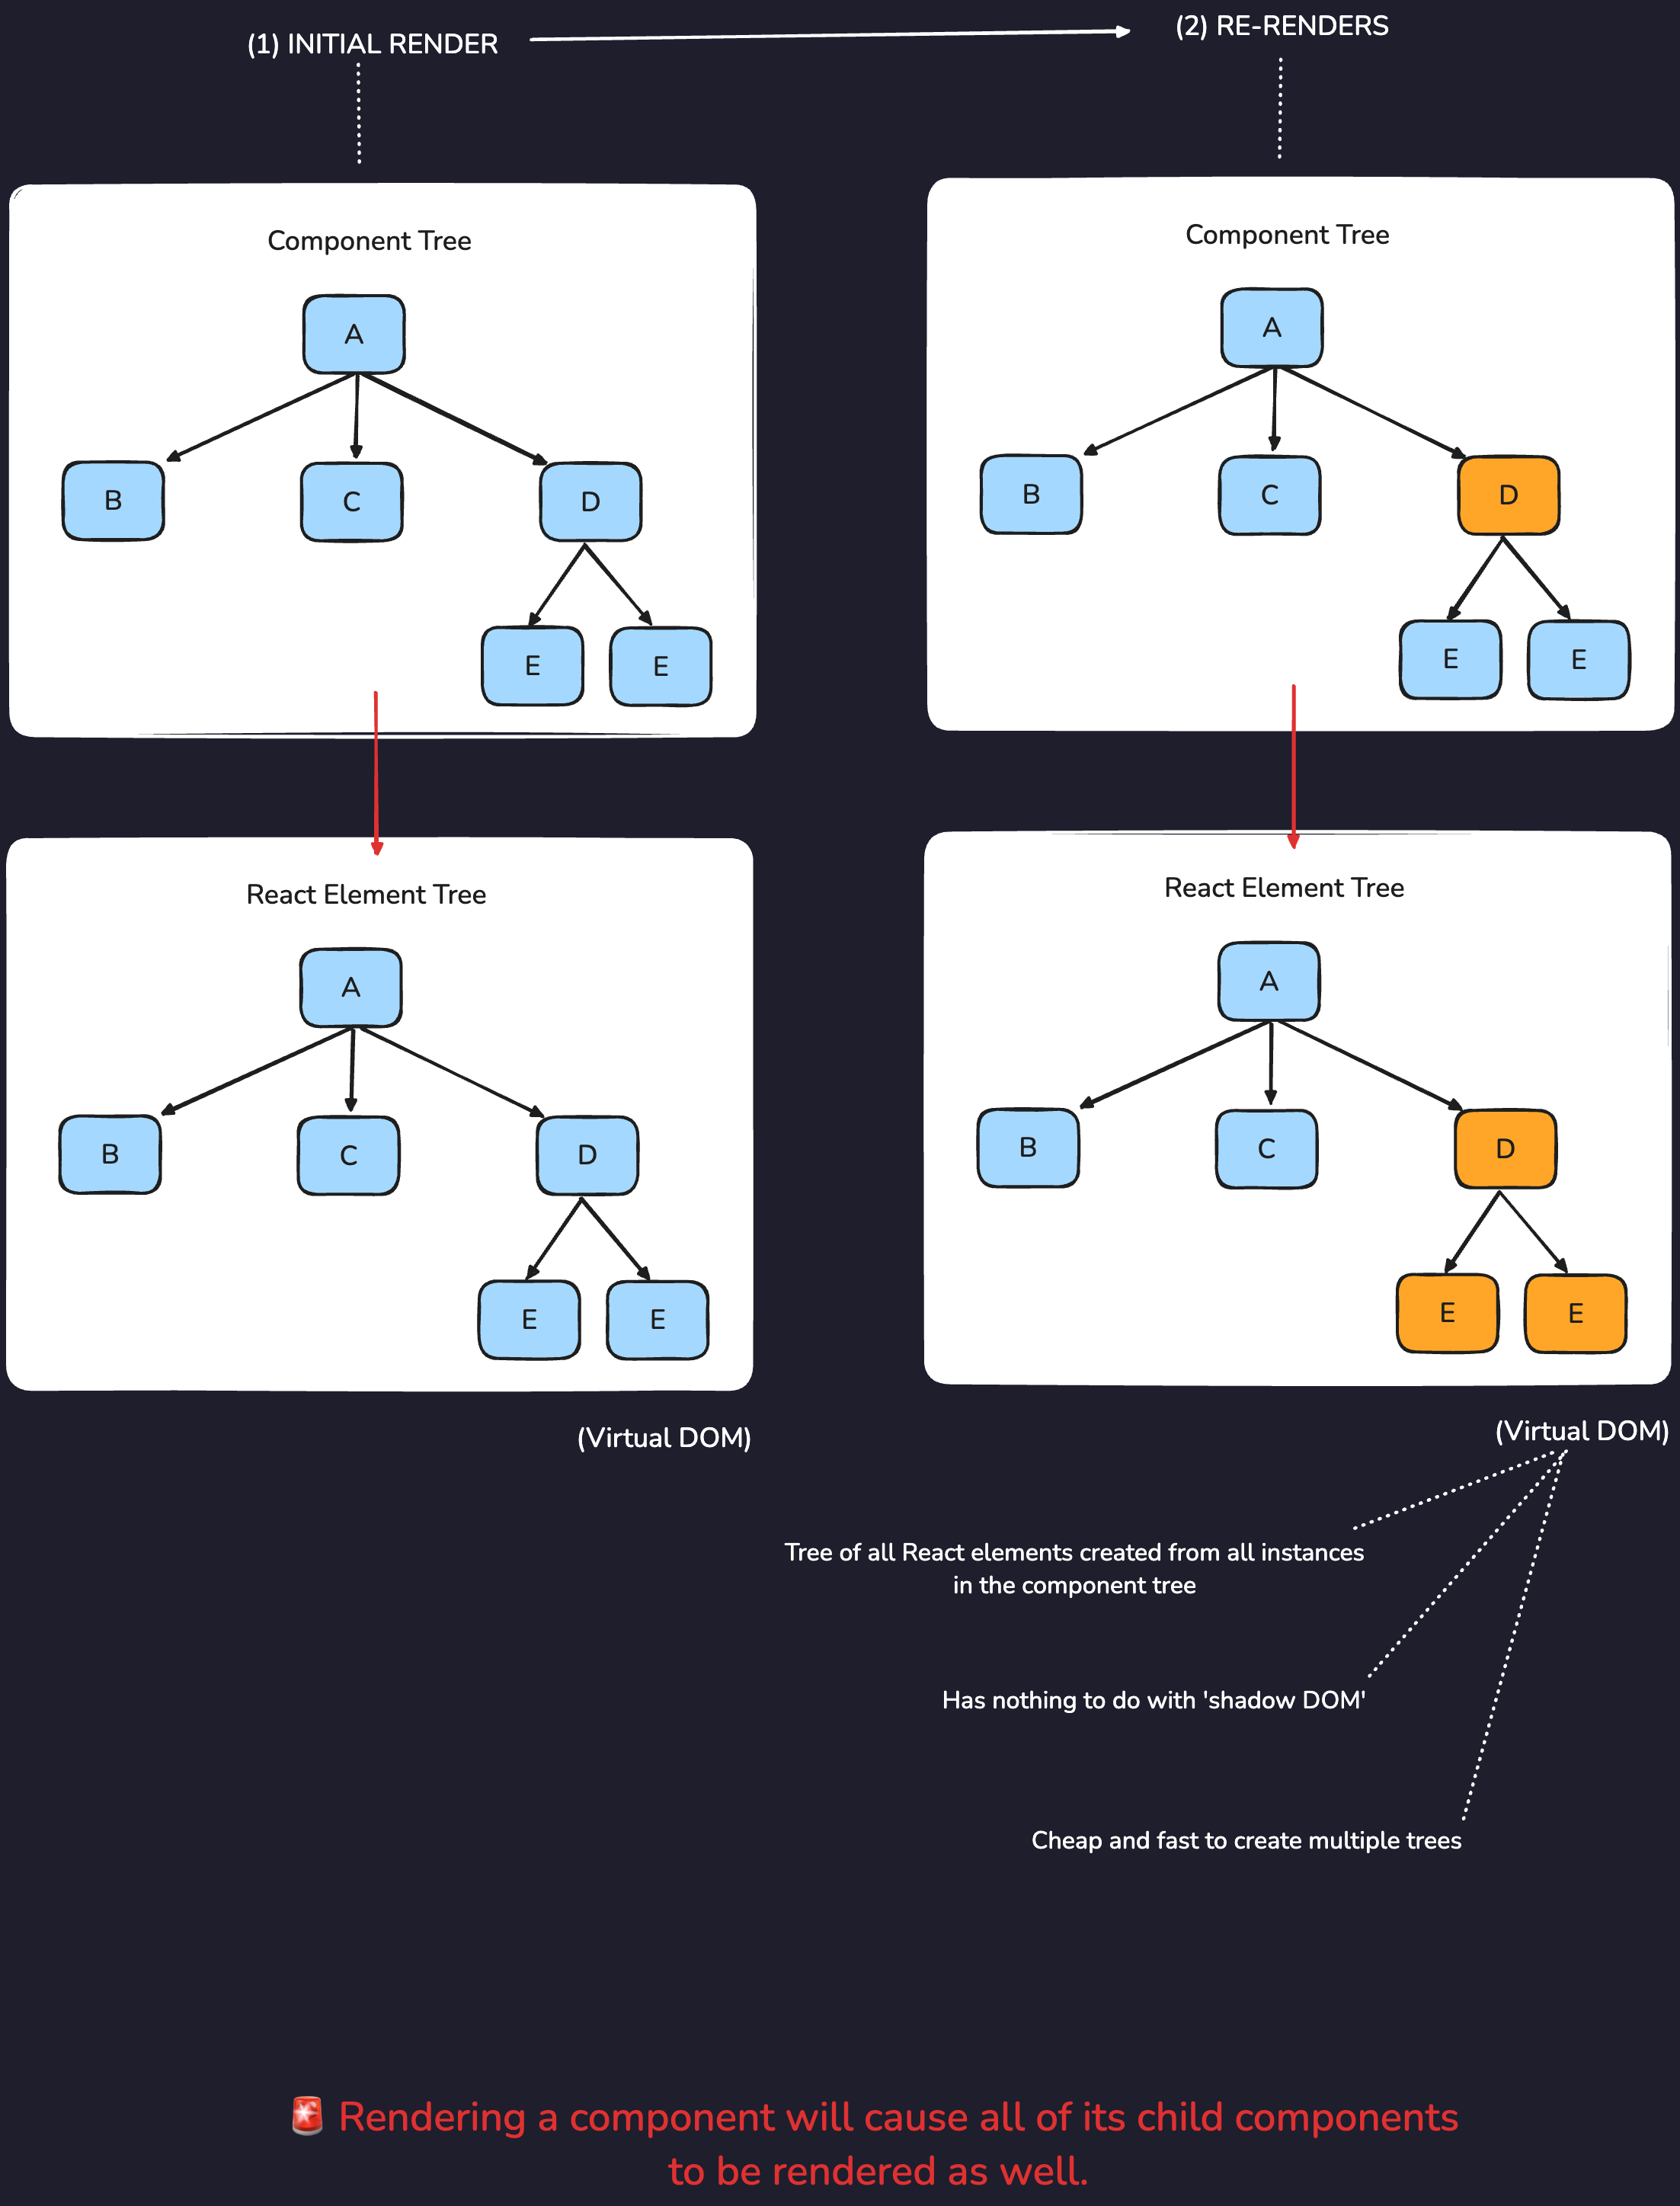 (1) INITIAL RENDER
(2) RE-RENDERS
Component Tree
A
B
C
D
E
E
Component Tree
A
B
C
D
E
E
React Element Tree
A
B
C
D
E
E
(Virtual DOM)
React Element Tree
A
B
C
D
E
E
(Virtual DOM)
Tree of all React elements created from all instances
in the component tree
Has nothing to do with 'shadow DOM'
Cheap and fast to create multiple trees
🚨 Rendering a component will cause all of its child components
to be rendered as well.